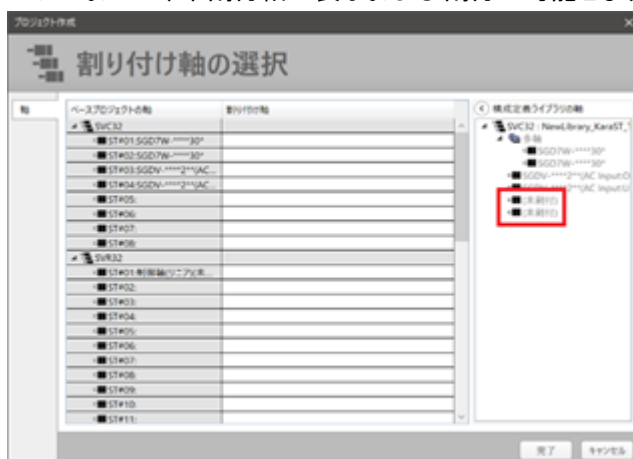 プロジェクト作成
割り付け軸の選択
軸
ベースプロジェクトの軸
割り付け軸
SVC32
ST#01:SGD7W-****30*
ST#02:SGD7W-****30*
ST#03:SGDV-****2**(AC...
ST#04:SGDV-****2**(AC...
ST#05:
ST#06:
ST#07:
ST#08:
SVR32
ST#01:制御軸(リニア)(未...
ST#02:
ST#03:
ST#04:
ST#05:
ST#06:
ST#07:
ST#08:
ST#09:
ST#10:
ST#11:
構成定義ライブラリの軸
SVC32 : NewLibrary_KaraST_
多軸
SGD7W-****30*
SGD7W-****30*
SGDV-****2**(AC Input:D
SGDV-****2**(AC Input:U
(未割付)
(未割付)
完了
キャンセル